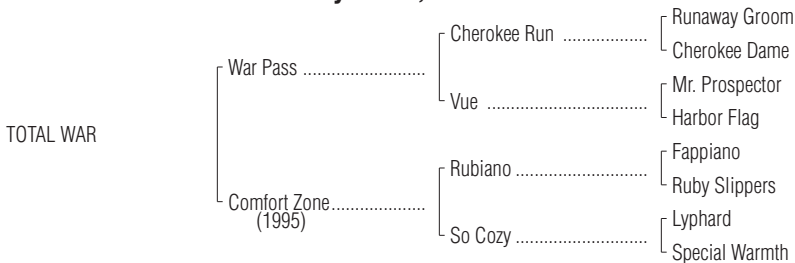 Runaway Groom
Cherokee Run ..................
Cherokee Dame
War Pass ..........................
Mr. Prospector
Vue ..................................
Harbor Flag
TOTAL WAR
Fappiano
Rubiano ............................
Ruby Slippers
Comfort Zone....................
(1995)
Lyphard
So Cozy ............................
Special Warmth